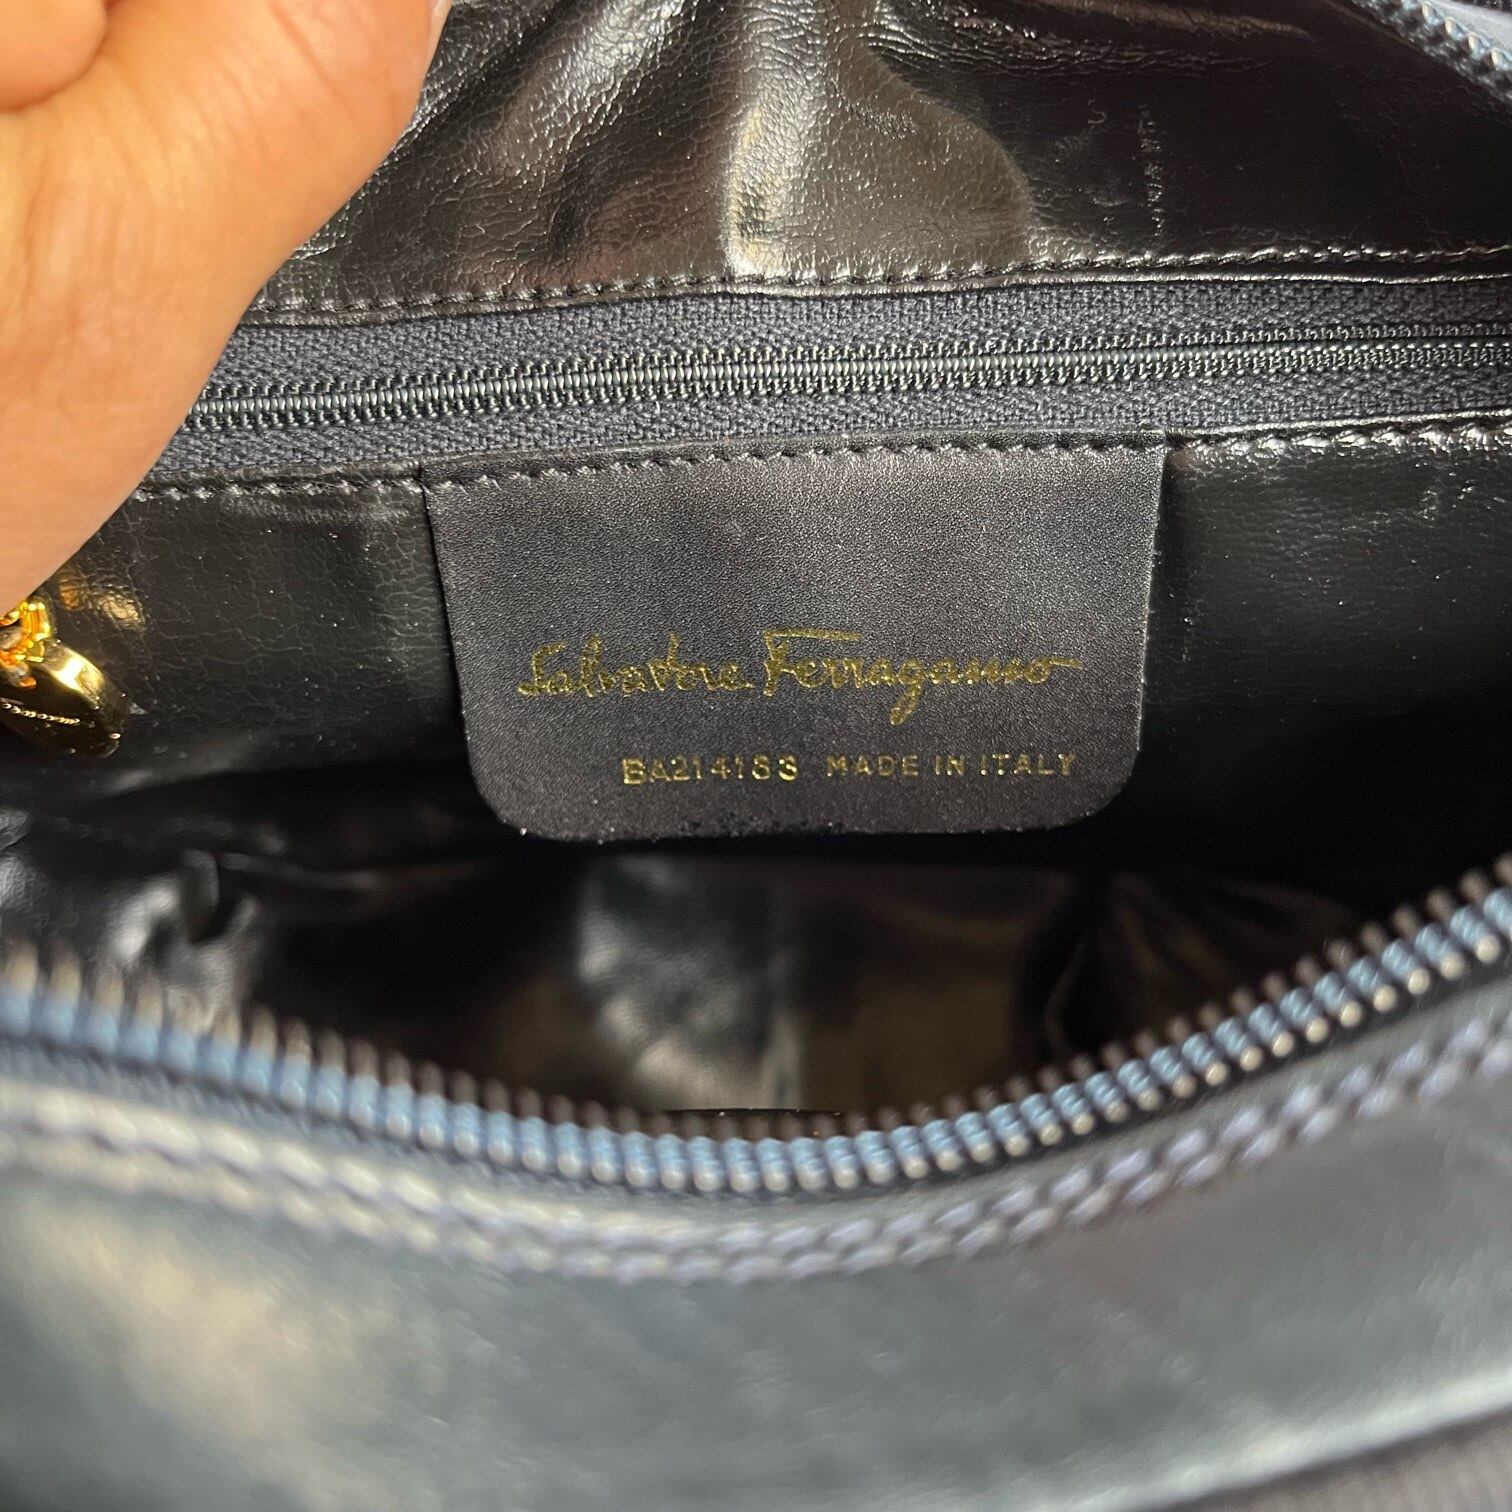 Salvatore Ferragamo
BA214183 MADE IN ITALY